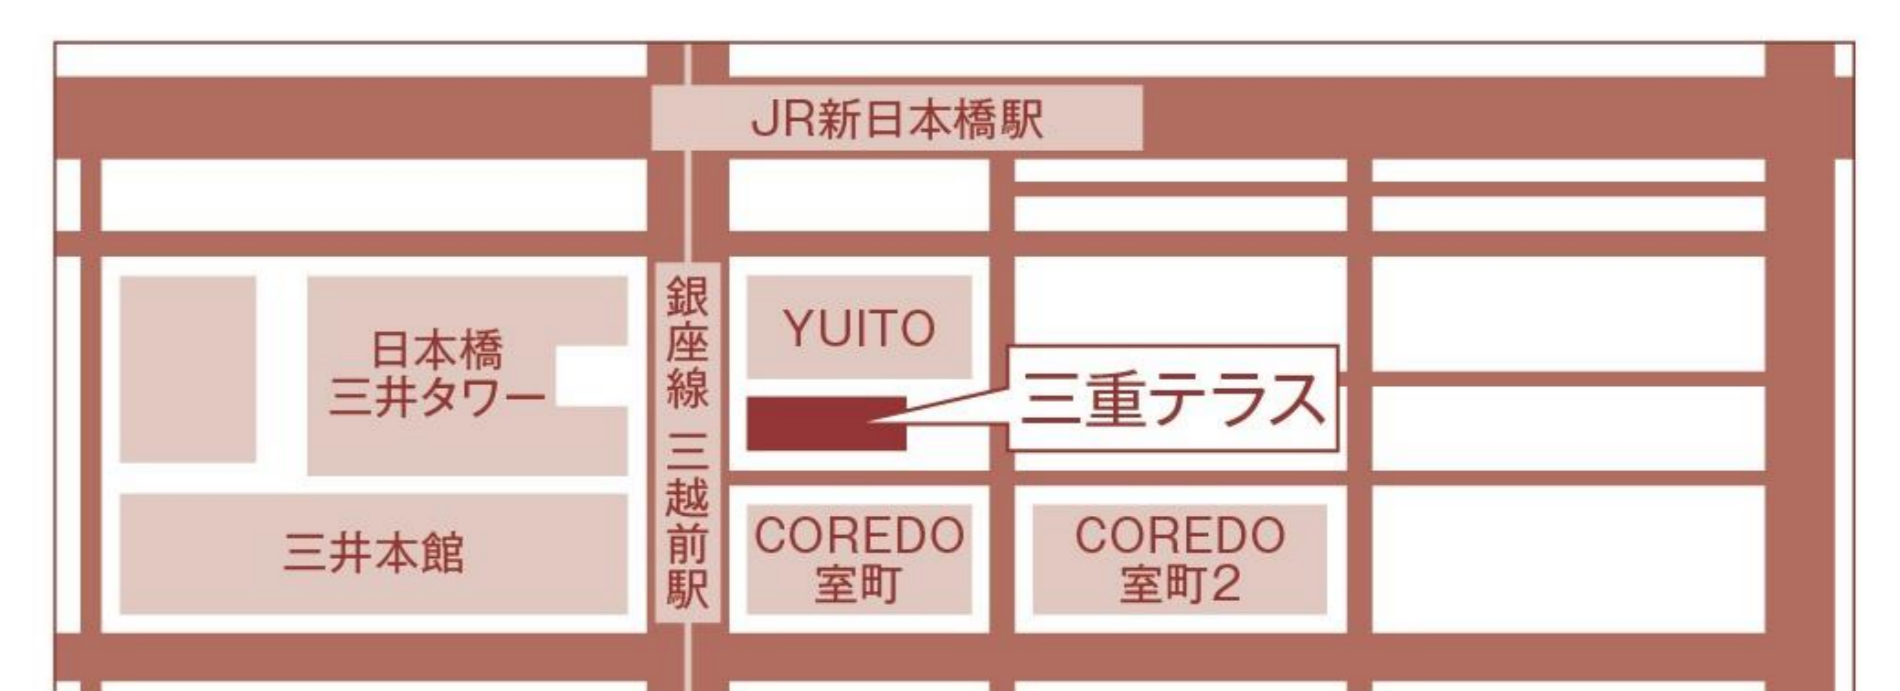 JR新日本橋駅
銀座線 三越前駅
日本橋
三井タワー
YUITO
三重テラス
三井本館
COREDO
室町
COREDO
室町2